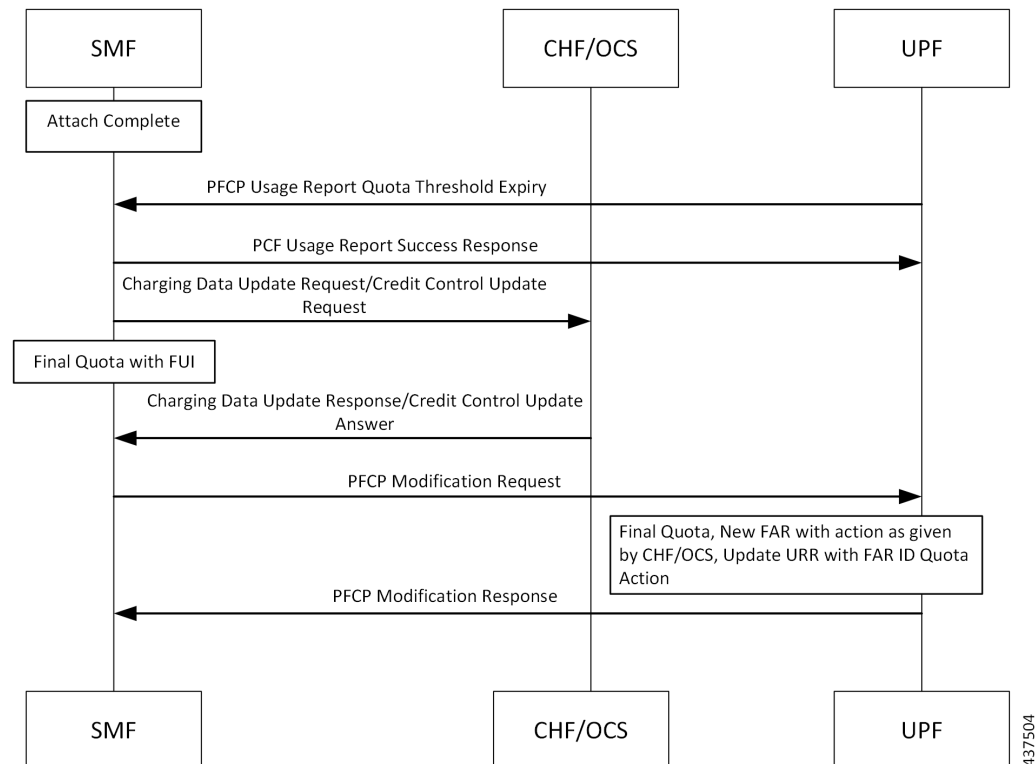 SMF
CHF/OCS
UPF
Attach Complete
PFCP Usage Report Quota Threshold Expiry
PCF Usage Report Success Response
Charging Data Update Request/Credit Control Update
Request
Final Quota with FUI
Charging Data Update Response/Credit Control Update
Answer
PFCP Modification Request
Final Quota, New FAR with action as given
by CHF/OCS, Update URR with FAR ID Quota
Action
PFCP Modification Response
SMF
CHF/OCS
UPF
437504